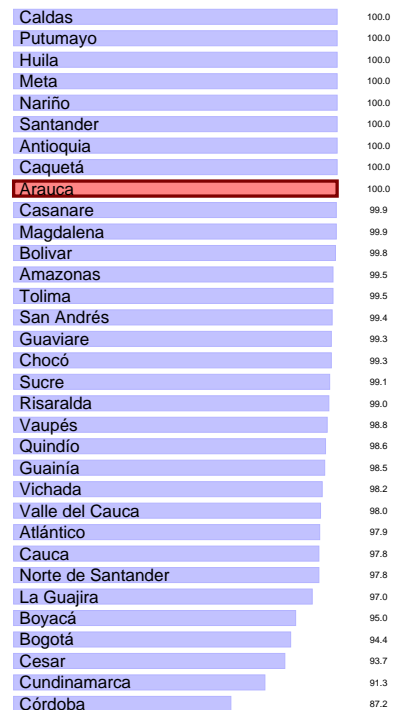 Caldas 100.0
Putumayo 100.0
Huila 100.0
Meta 100.0
Nariño 100.0
Santander 100.0
Antioquia 100.0
Caquetá 100.0
Arauca 100.0
Casanare 99.9
Magdalena 99.9
Bolivar 99.8
Amazonas 99.5
Tolima 99.5
San Andrés 99.4
Guaviare 99.3
Chocó 99.3
Sucre 99.1
Risaralda 99.0
Vaupés 98.8
Quindío 98.6
Guainía 98.5
Vichada 98.2
Valle del Cauca 98.0
Atlántico 97.9
Cauca 97.8
Norte de Santander 97.8
La Guajira 97.0
Boyacá 95.0
Bogotá 94.4
Cesar 93.7
Cundinamarca 91.3
Córdoba 87.2